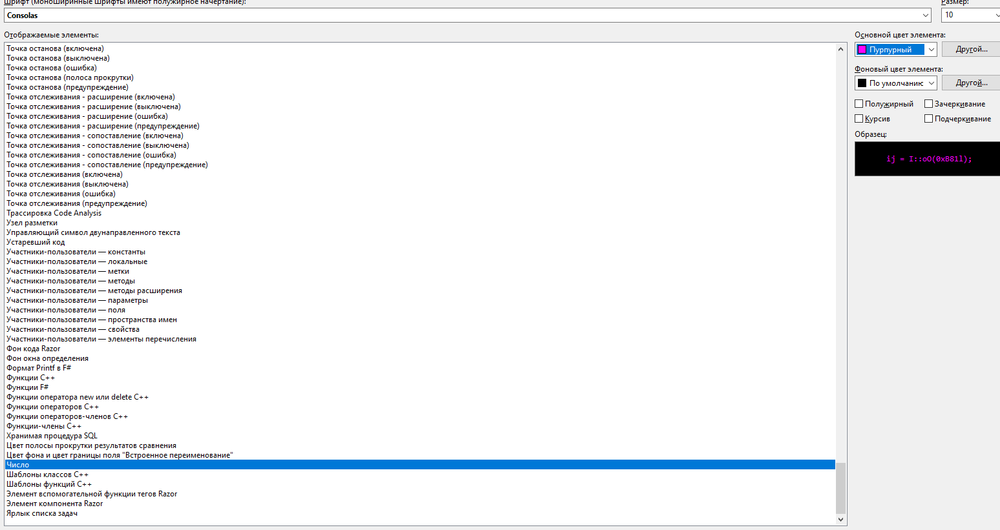 Шрифт (моноширинные шрифты имеют полужирное начертание):
Размер:
Consolas
10
Отображаемые элементы:
Точка останова (включена)
Точка останова (выключена)
Точка останова (ошибка)
Точка останова (полоса прокрутки)
Точка останова (предупреждение)
Точка отслеживания - расширение (включена)
Точка отслеживания - расширение (выключена)
Точка отслеживания - расширение (ошибка)
Точка отслеживания - расширение (предупреждение)
Точка отслеживания - сопоставление (включена)
Точка отслеживания - сопоставление (выключена)
Точка отслеживания - сопоставление (ошибка)
Точка отслеживания - сопоставление (предупреждение)
Точка отслеживания (включена)
Точка отслеживания (выключена)
Точка отслеживания (ошибка)
Точка отслеживания (предупреждение)
Трассировка Code Analysis
Узел разметки
Управляющий символ двунаправленного текста
Устаревший код
Участники-пользователи — константы
Участники-пользователи — локальные
Участники-пользователи — метки
Участники-пользователи — методы
Участники-пользователи — методы расширения
Участники-пользователи — параметры
Участники-пользователи — поля
Участники-пользователи — пространства имен
Участники-пользователи — свойства
Участники-пользователи — элементы перечисления
Фон кода Razor
Фон окна определения
Формат Printf в F#
Функции C++
Функции F#
Функции оператора new или delete C++
Функции операторов C++
Функции операторов-членов C++
Функции-члены C++
Хранимая процедура SQL
Цвет полосы прокрутки результатов сравнения
Цвет фона и цвет границы поля "Встроенное переименование"
Число
Шаблоны классов C++
Шаблоны функций C++
Элемент вспомогательной функции тегов Razor
Элемент компонента Razor
Ярлык списка задач
Основной цвет элемента:
Пурпурный
Другой...
Фоновый цвет элемента:
По умолчанию
Другой...
Полужирный
Зачеркивание
Курсив
Подчеркивание
Образец:
ij = I::oO(0xB81l);